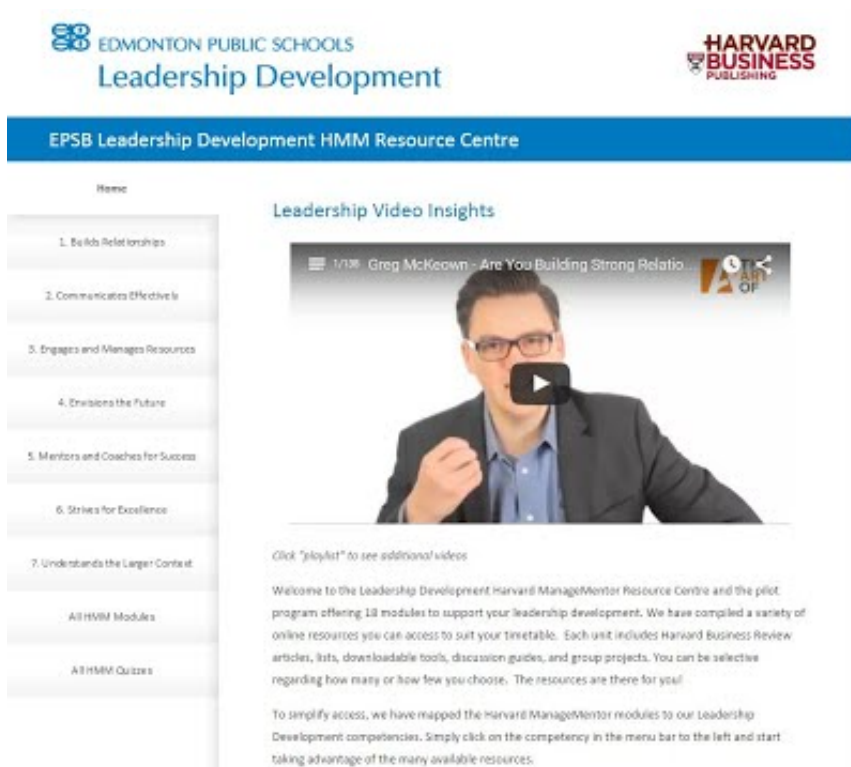 EDMONTON PUBLIC SCHOOLS
Leadership Development
HARVARD
BUSINESS
PUBLISHING
EPSB Leadership Development HMM Resource Centre
Home
1. Builds Relationships
2. Communicates Effectively
3. Engages and Manages Resources
4. Envisions the Future
5. Mentors and Coaches for Success
6. Strives for Excellence
7. Understands the Larger Context
All HMM Modules
All HMM Quizzes
Leadership Video Insights
1/136 Greg McKeown - Are You Building Strong Relatio...
THE
ART
OF
Click "playlist" to see additional videos
Welcome to the Leadership Development Harvard ManageMentor Resource Centre and the pilot
program offering 18 modules to support your leadership development. We have compiled a variety of
online resources you can access to suit your timetable. Each unit includes Harvard Business Review
articles, lists, downloadable tools, discussion guides, and group projects. You can be selective
regarding how many or how few you choose. The resources are there for you!
To simplify access, we have mapped the Harvard ManageMentor modules to our Leadership
Development competencies. Simply click on the competency in the menu bar to the left and start
taking advantage of the many available resources.